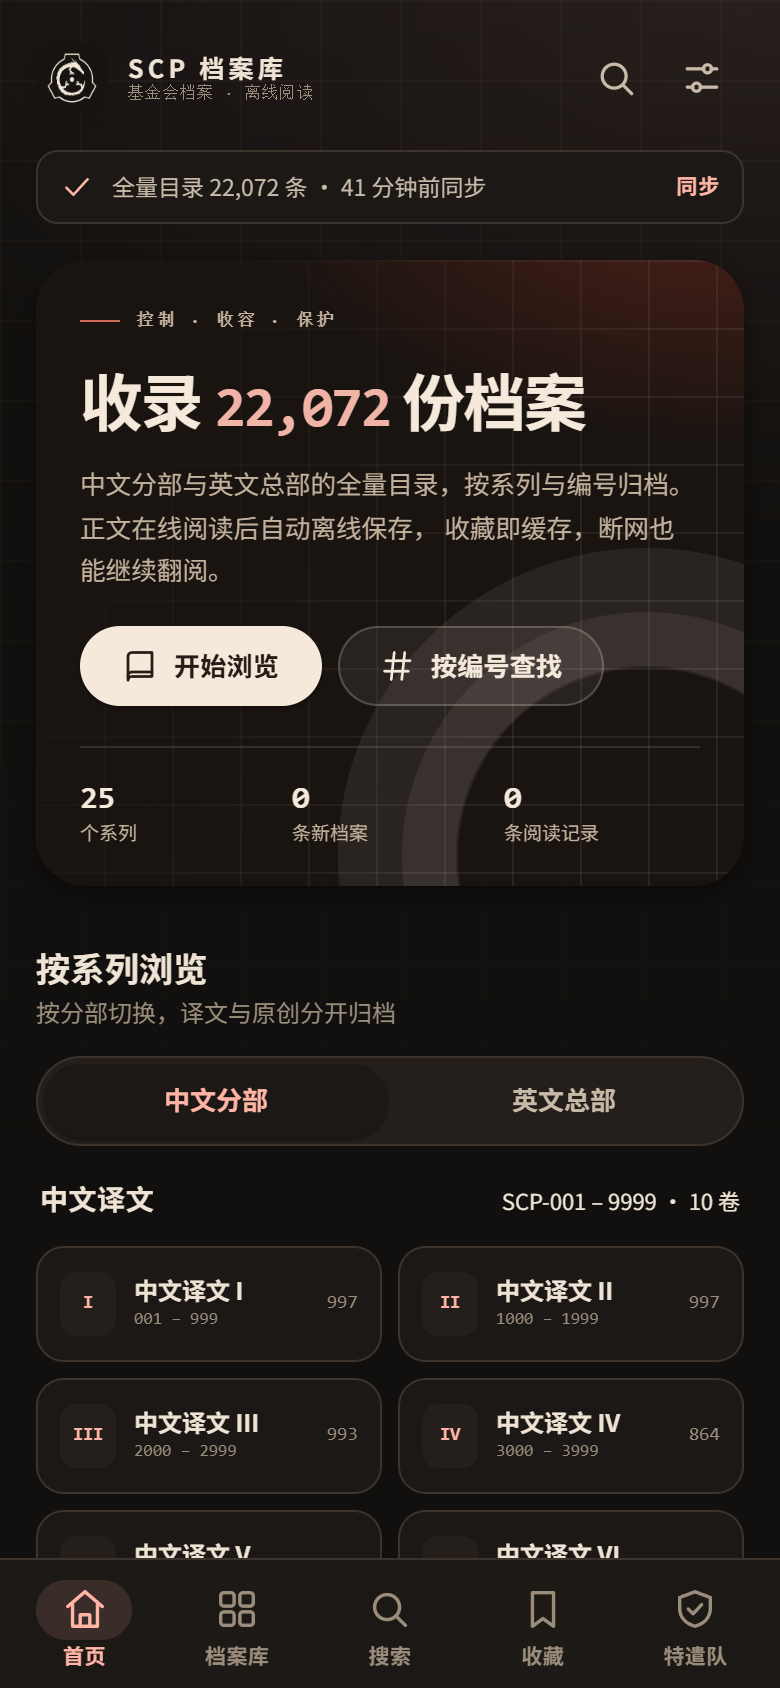 SCP 档案库
基金会档案 · 离线阅读
全量目录 22,072 条 · 41 分钟前同步
同步
控制 · 收容 · 保护
收录 22,072 份档案
中文分部与英文总部的全量目录，按系列与编号归档。
正文在线阅读后自动离线保存， 收藏即缓存，断网也
能继续翻阅。
开始浏览
按编号查找
25
个系列
0
条新档案
0
条阅读记录
按系列浏览
按分部切换，译文与原创分开归档
中文分部
英文总部
中文译文
SCP-001 – 9999 · 10 卷
I
中文译文 I
001 – 999
997
II
中文译文 II
1000 – 1999
997
III
中文译文 III
2000 – 2999
993
IV
中文译文 IV
3000 – 3999
864
中文译文 V
中文译文 VI
首页
档案库
搜索
收藏
特遣队